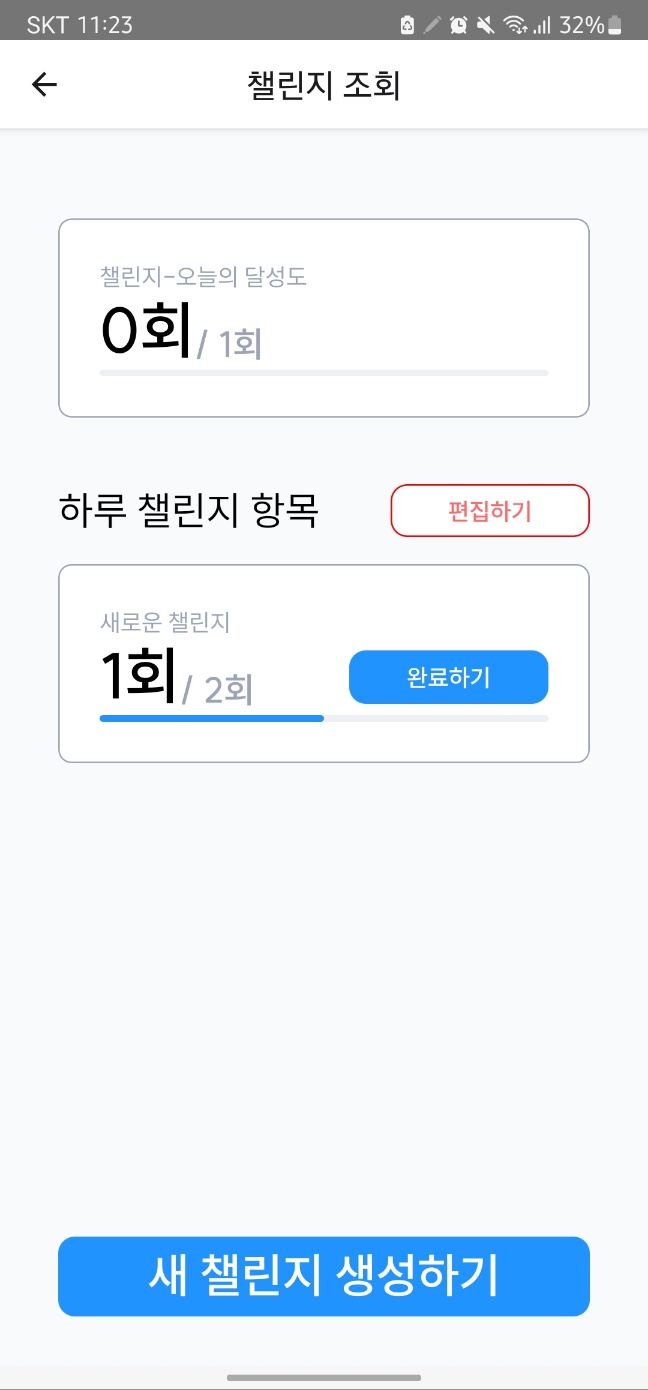 SKT 11:23 32%
챌린지 조회
챌린지-오늘의 달성도
0회/ 1회
하루 챌린지 항목 편집하기
새로운 챌린지
1회/ 2회 완료하기
새 챌린지 생성하기